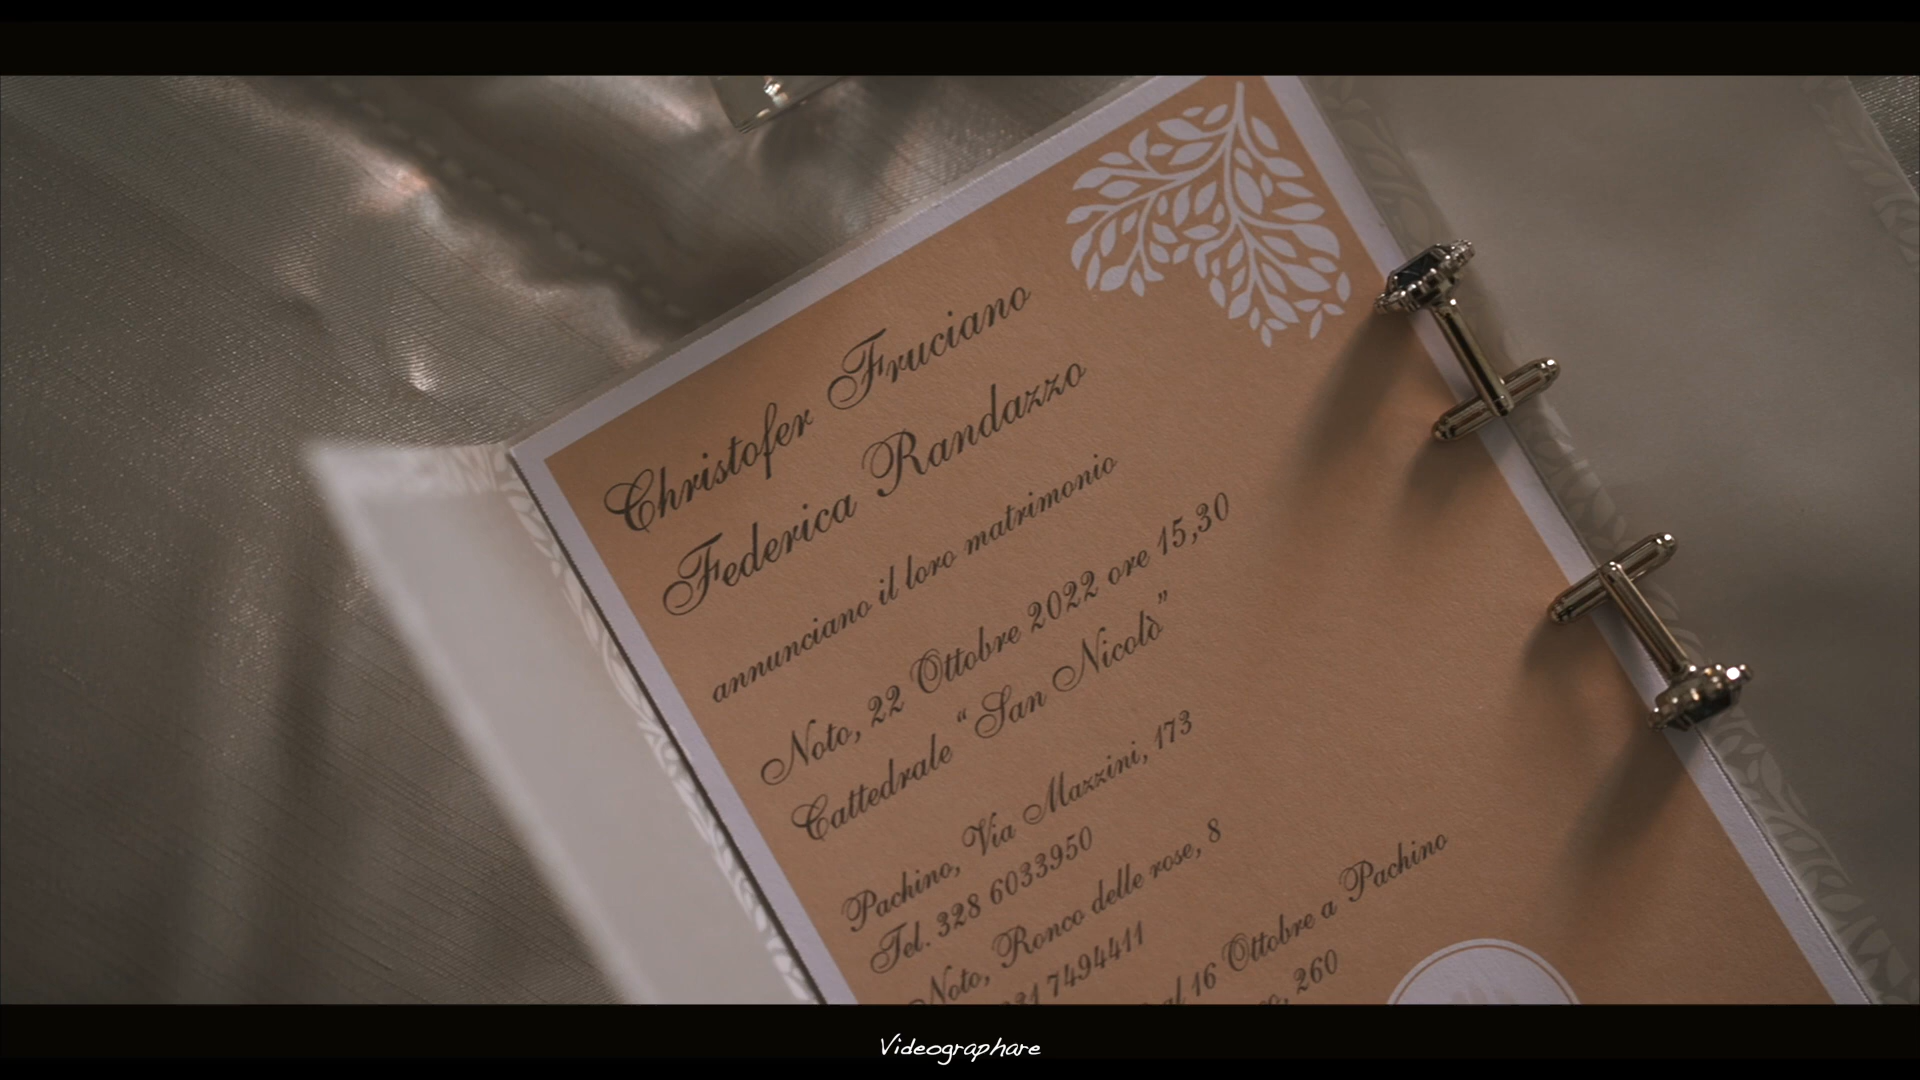 Christofer Fruciano
Federica Randazzo
annunciano il loro matrimonio
Noto, 22 Ottobre 2022 ore 15,30
Cattedrale “San Nicolò”
Pachino, Via Mazzini, 173
Tel. 328 6033950
Noto, Ronco delle rose, 8
7494411
al 16 Ottobre a Pachino
260
Videographare